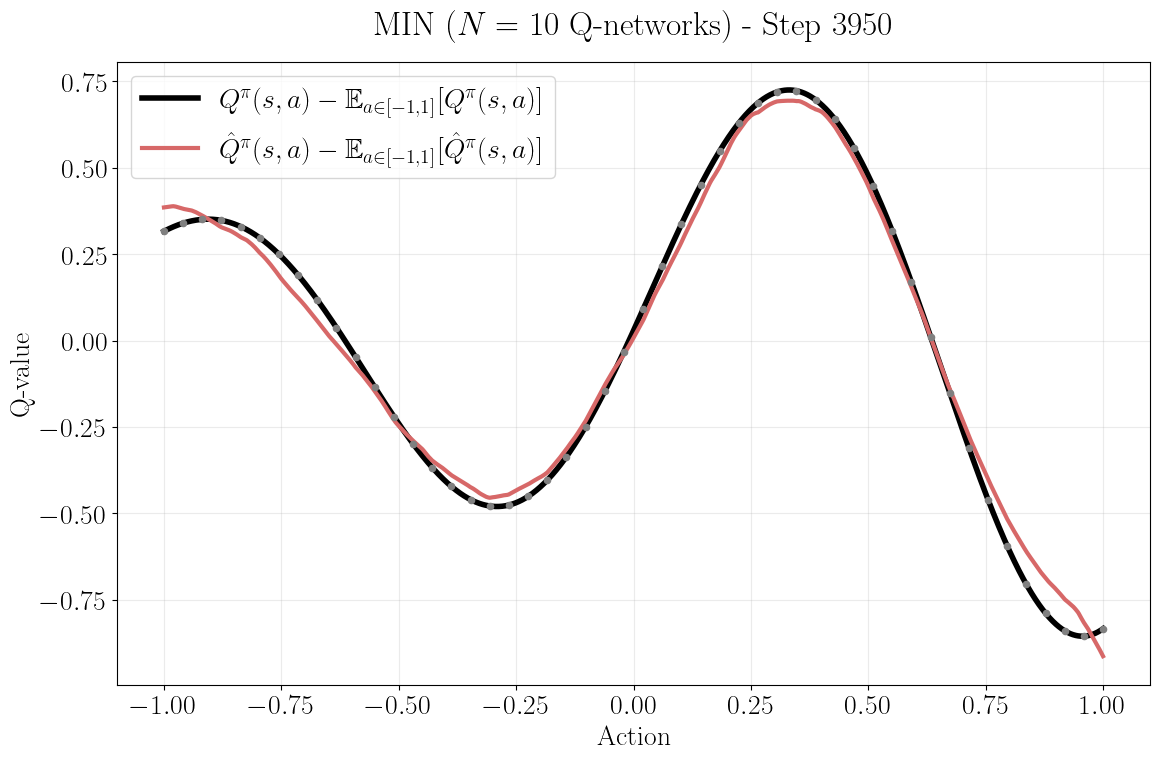 MIN (N = 10 Q-networks) - Step 3950
Q^π(s, a) − 𝔼_{a∈[−1,1]}[Q^π(s, a)]
Q̂^π(s, a) − 𝔼_{a∈[−1,1]}[Q̂^π(s, a)]
Q-value
0.75
0.50
0.25
0.00
−0.25
−0.50
−0.75
−1.00 −0.75 −0.50 −0.25 0.00 0.25 0.50 0.75 1.00
Action